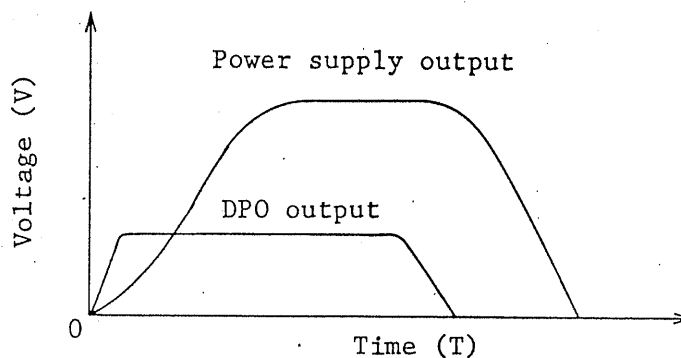 Power supply output
Voltage (V)
DPO output
0
Time (T)